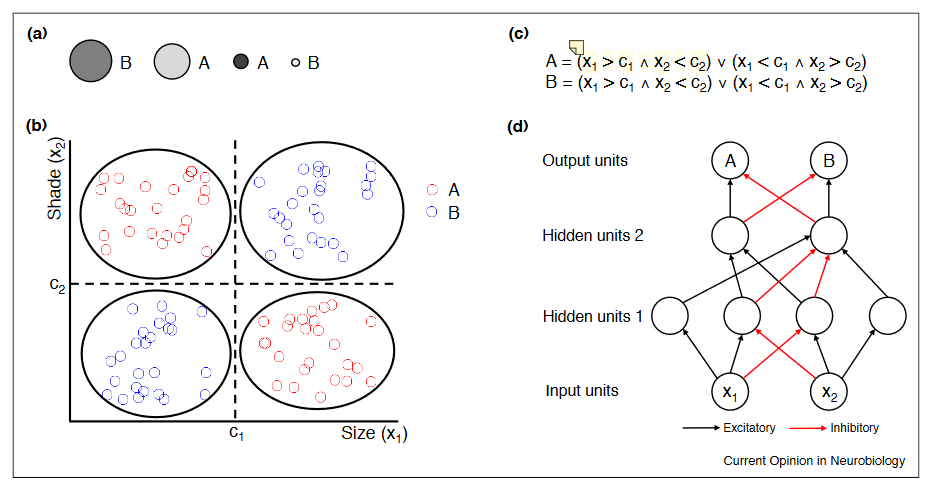 (a)
B
A
A
B
(b)
Shade (x₂)
c₂
c₁
Size (x₁)
A
B
(c)
A = (x₁ > c₁ ∧ x₂ < c₂) ∨ (x₁ < c₁ ∧ x₂ > c₂)
B = (x₁ > c₁ ∧ x₂ < c₂) ∨ (x₁ < c₁ ∧ x₂ > c₂)
(d)
Output units
A
B
Hidden units 2
Hidden units 1
Input units
x₁
x₂
Excitatory
Inhibitory
Current Opinion in Neurobiology